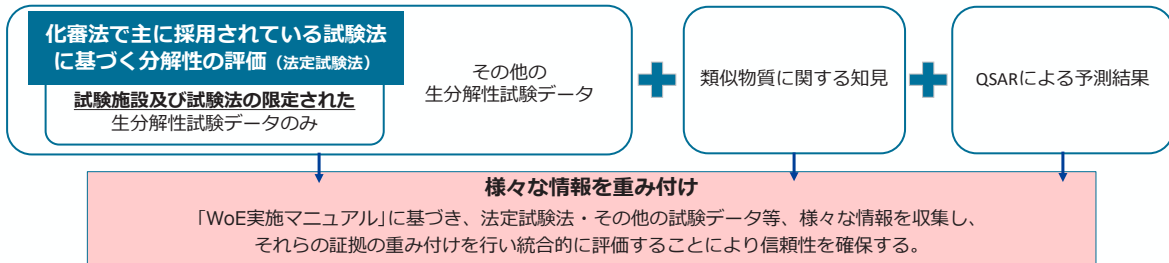 化審法で主に採用されている試験法
に基づく分解性の評価（法定試験法）
試験施設及び試験法の限定された
生分解性試験データのみ
その他の
生分解性試験データ
類似物質に関する知見
QSARによる予測結果
様々な情報を重み付け
「WoE実施マニュアル」に基づき、法定試験法・その他の試験データ等、様々な情報を収集し、
それらの証拠の重み付けを行い統合的に評価することにより信頼性を確保する。